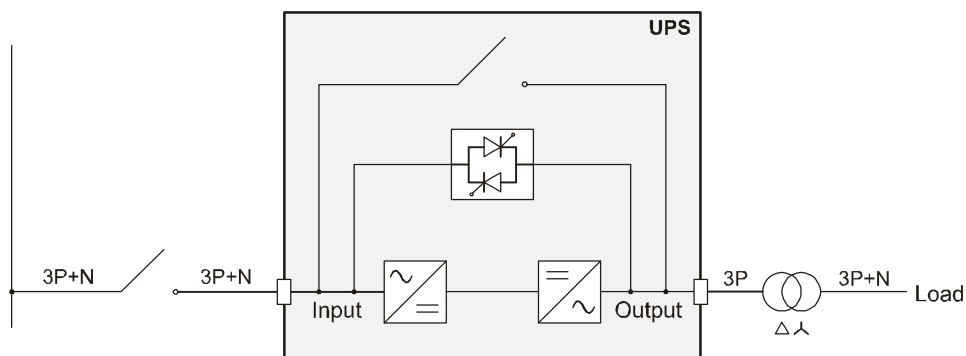 UPS
3P+N
3P+N
Input
Output
3P
3P+N
Load